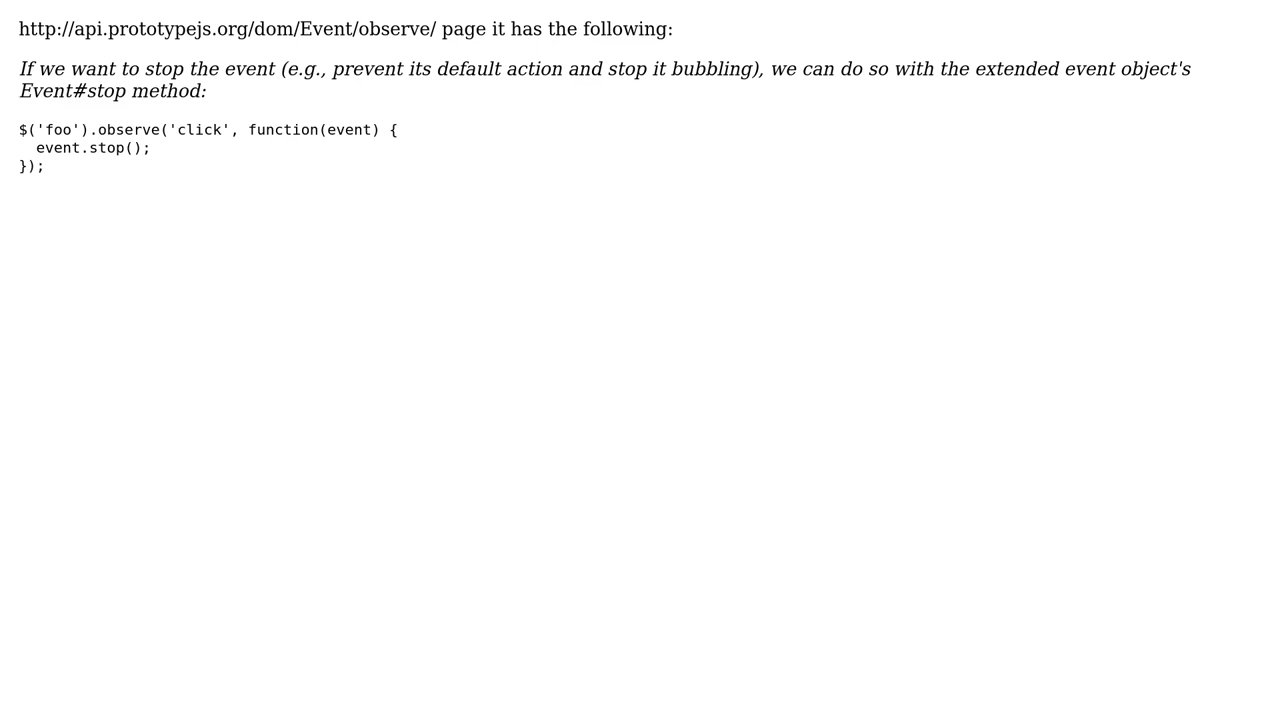 http://api.prototypejs.org/dom/Event/observe/ page it has the following:
If we want to stop the event (e.g., prevent its default action and stop it bubbling), we can do so with the extended event object's
Event#stop method:
$('foo').observe('click', function(event) {
  event.stop();
});